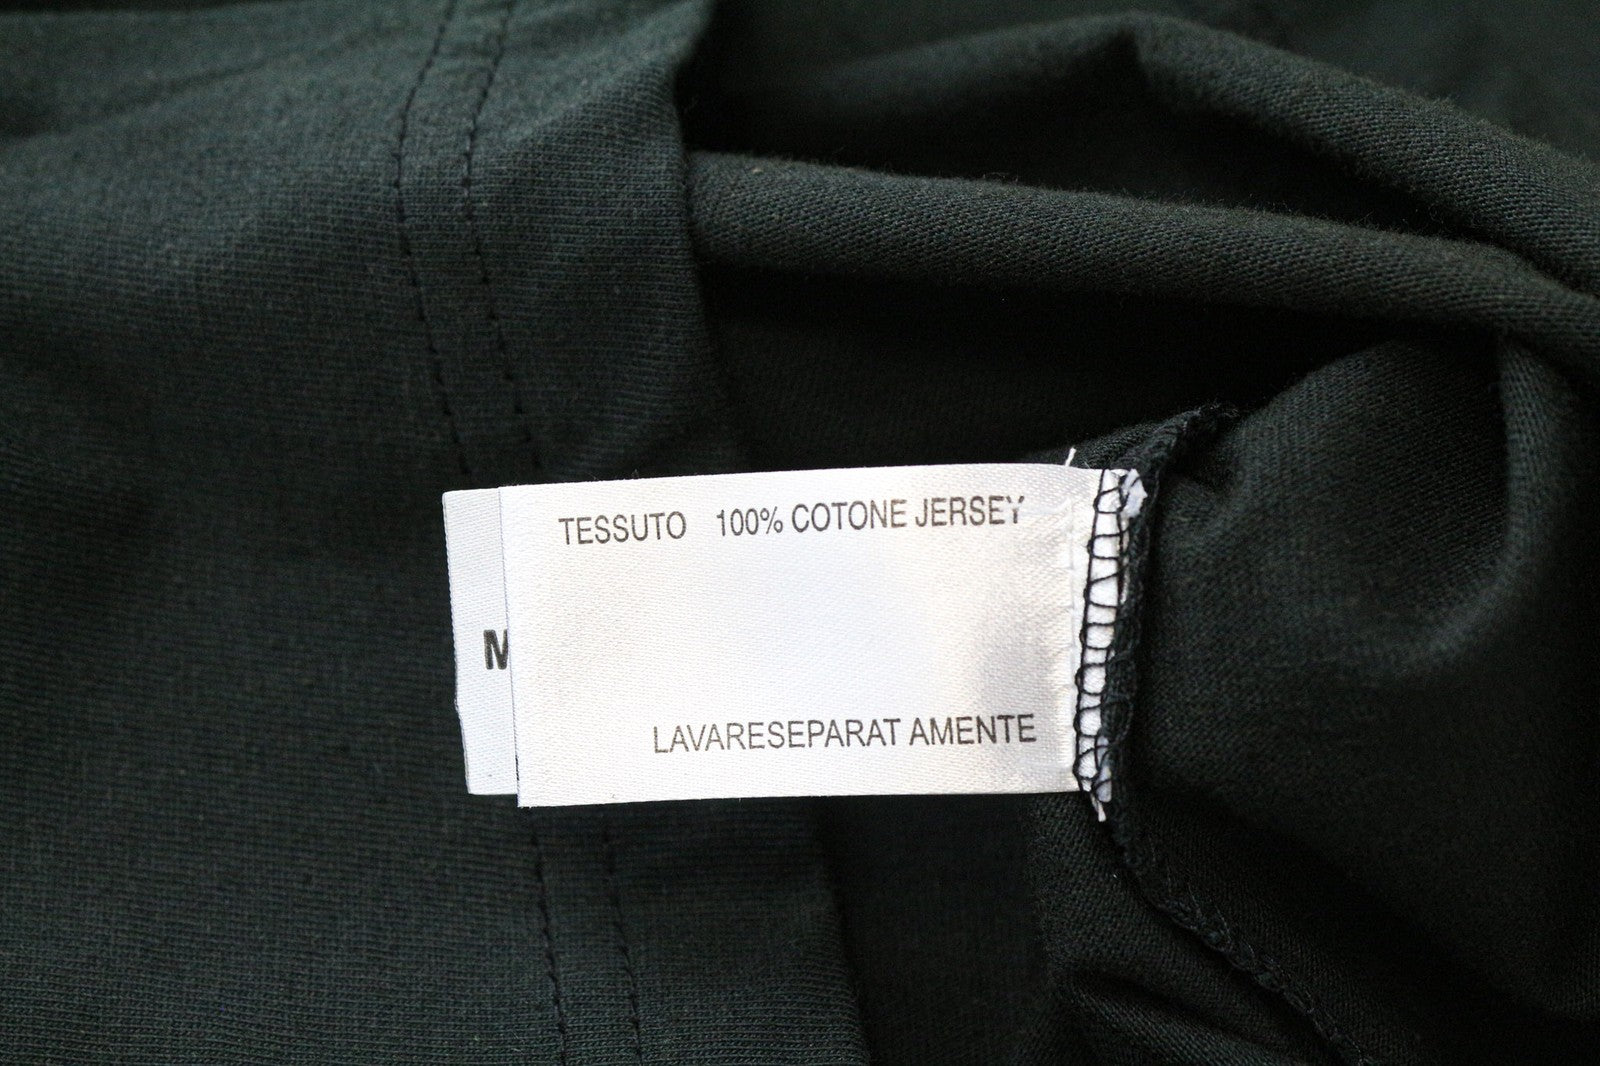 TESSUTO 100% COTONE JERSEY
M
LAVARESEPARAT AMENTE